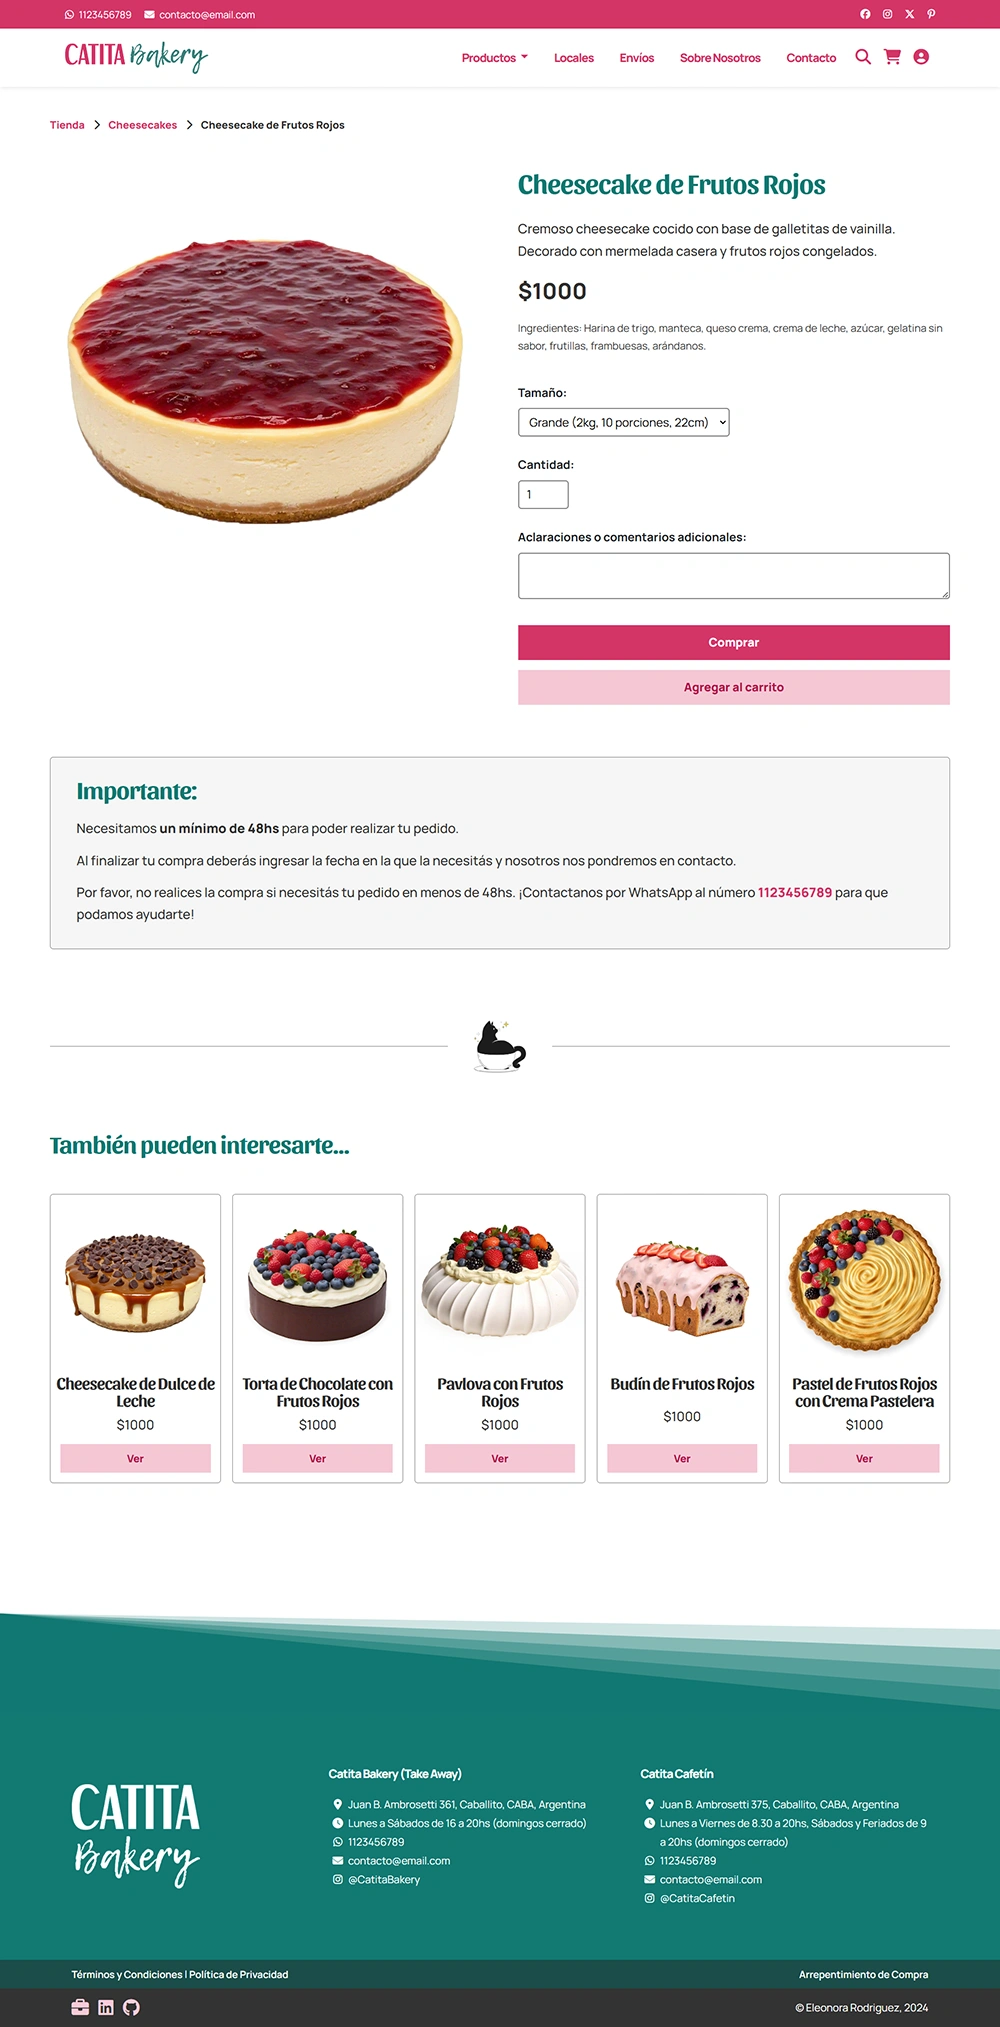 1123456789 contacto@email.com
CATITA Bakery
Productos Locales Envíos Sobre Nosotros Contacto
Tienda > Cheesecakes > Cheesecake de Frutos Rojos
Cheesecake de Frutos Rojos
Cremoso cheesecake cocido con base de galletitas de vainilla.
Decorado con mermelada casera y frutos rojos congelados.
$1000
Ingredientes: Harina de trigo, manteca, queso crema, crema de leche, azúcar, gelatina sin
sabor, frutillas, frambuesas, arándanos.
Tamaño:
Grande (2kg, 10 porciones, 22cm)
Cantidad:
1
Aclaraciones o comentarios adicionales:
Comprar
Agregar al carrito
Importante:
Necesitamos un mínimo de 48hs para poder realizar tu pedido.
Al finalizar tu compra deberás ingresar la fecha en la que la necesitás y nosotros nos pondremos en contacto.
Por favor, no realices la compra si necesitás tu pedido en menos de 48hs. ¡Contactanos por WhatsApp al número 1123456789 para que
podamos ayudarte!
También pueden interesarte...
Cheesecake de Dulce de
Leche
$1000
Ver
Torta de Chocolate con
Frutos Rojos
$1000
Ver
Pavlova con Frutos
Rojos
$1000
Ver
Budín de Frutos Rojos
$1000
Ver
Pastel de Frutos Rojos
con Crema Pastelera
$1000
Ver
CATITA
Bakery
Catita Bakery (Take Away)
Juan B. Ambrosetti 361, Caballito, CABA, Argentina
Lunes a Sábados de 16 a 20hs (domingos cerrado)
1123456789
contacto@email.com
@CatitaBakery
Catita Cafetín
Juan B. Ambrosetti 375, Caballito, CABA, Argentina
Lunes a Viernes de 8.30 a 20hs, Sábados y Feriados de 9
a 20hs (domingos cerrado)
1123456789
contacto@email.com
@CatitaCafetin
Términos y Condiciones | Política de Privacidad
Arrepentimiento de Compra
© Eleonora Rodriguez, 2024